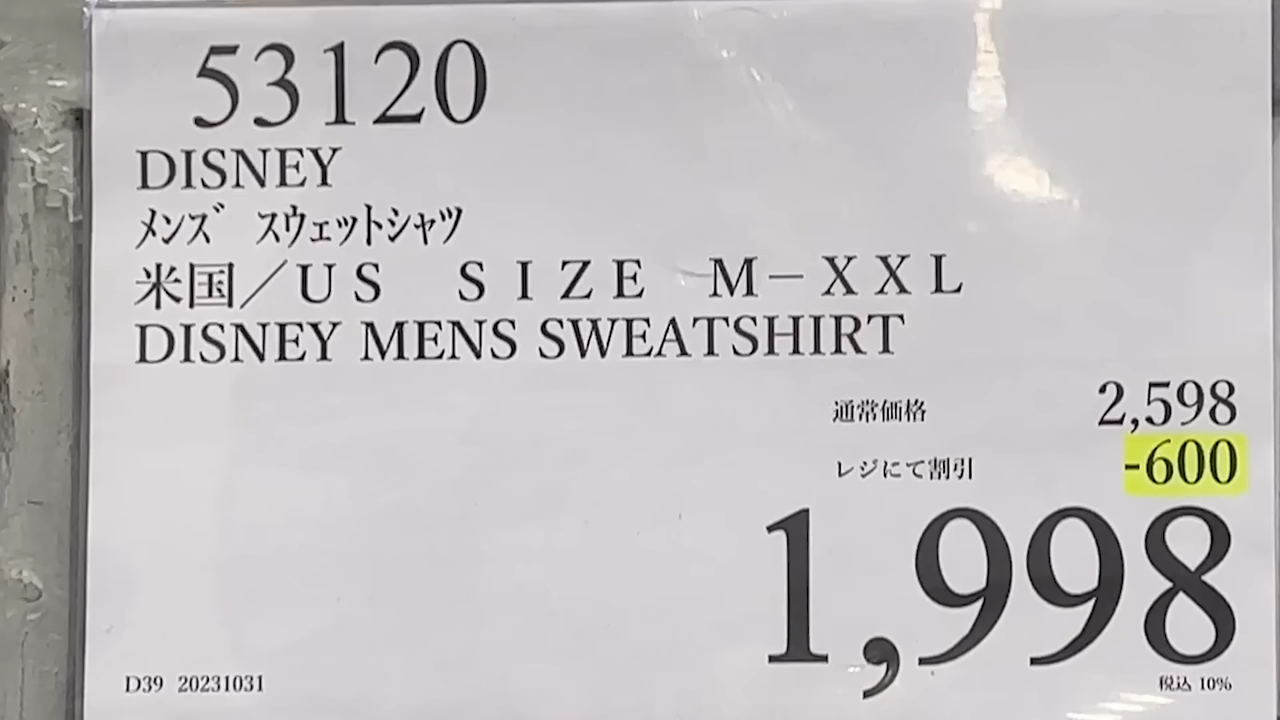 53120
DISNEY
メンズ スウェットシャツ
米国／ＵＳ　ＳＩＺＥ　Ｍ－ＸＸＬ
DISNEY MENS SWEATSHIRT
通常価格 2,598
レジにて割引 -600
1,998
D39 20231031 税込 10%